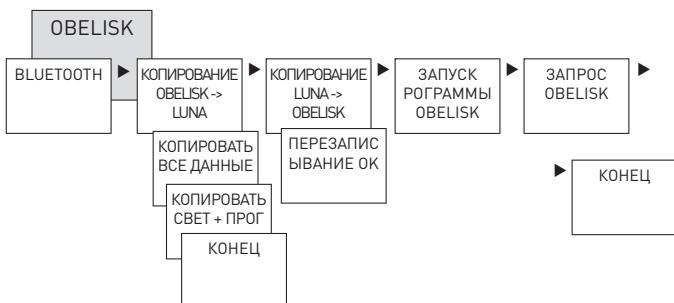 OBELISK
BLUETOOTH
КОПИРОВАНИЕ
OBELISK ->
LUNA
КОПИРОВАТЬ
ВСЕ ДАННЫЕ
КОПИРОВАТЬ
СВЕТ + ПРОГ
КОНЕЦ
КОПИРОВАНИЕ
LUNA ->
OBELISK
ПЕРЕЗАПИС
ЫВАНИЕ ОК
ЗАПУСК
РОГРАММЫ
OBELISK
ЗАПРОС
OBELISK
КОНЕЦ